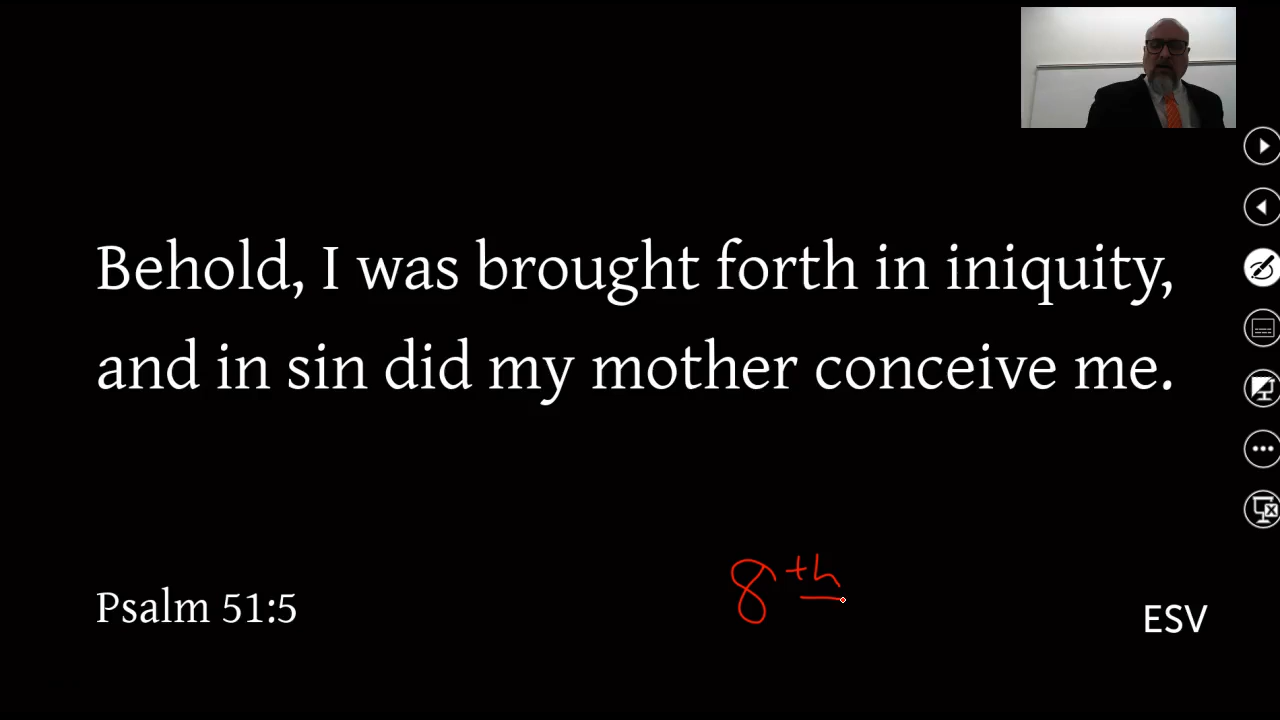 Behold, I was brought forth in iniquity,
and in sin did my mother conceive me.
8th
Psalm 51:5
ESV